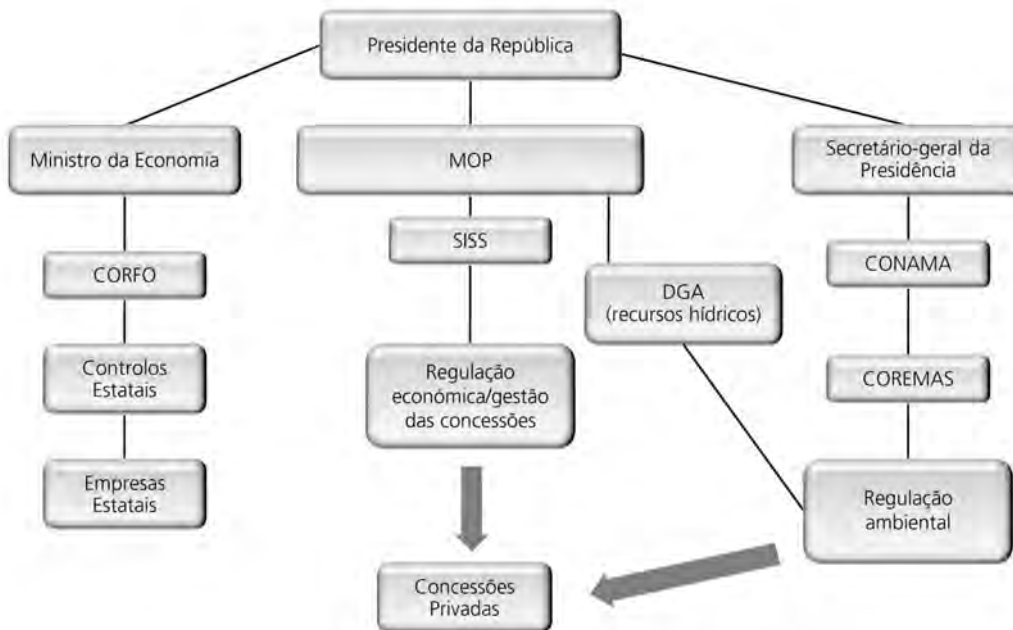 Presidente da República
Ministro da Economia
MOP
Secretário-geral da
Presidência
SISS
CORFO
DGA
(recursos hídricos)
CONAMA
Controlos
Estatais
Regulação
económica/gestão
das concessões
COREMAS
Empresas
Estatais
Regulação
ambiental
Concessões
Privadas